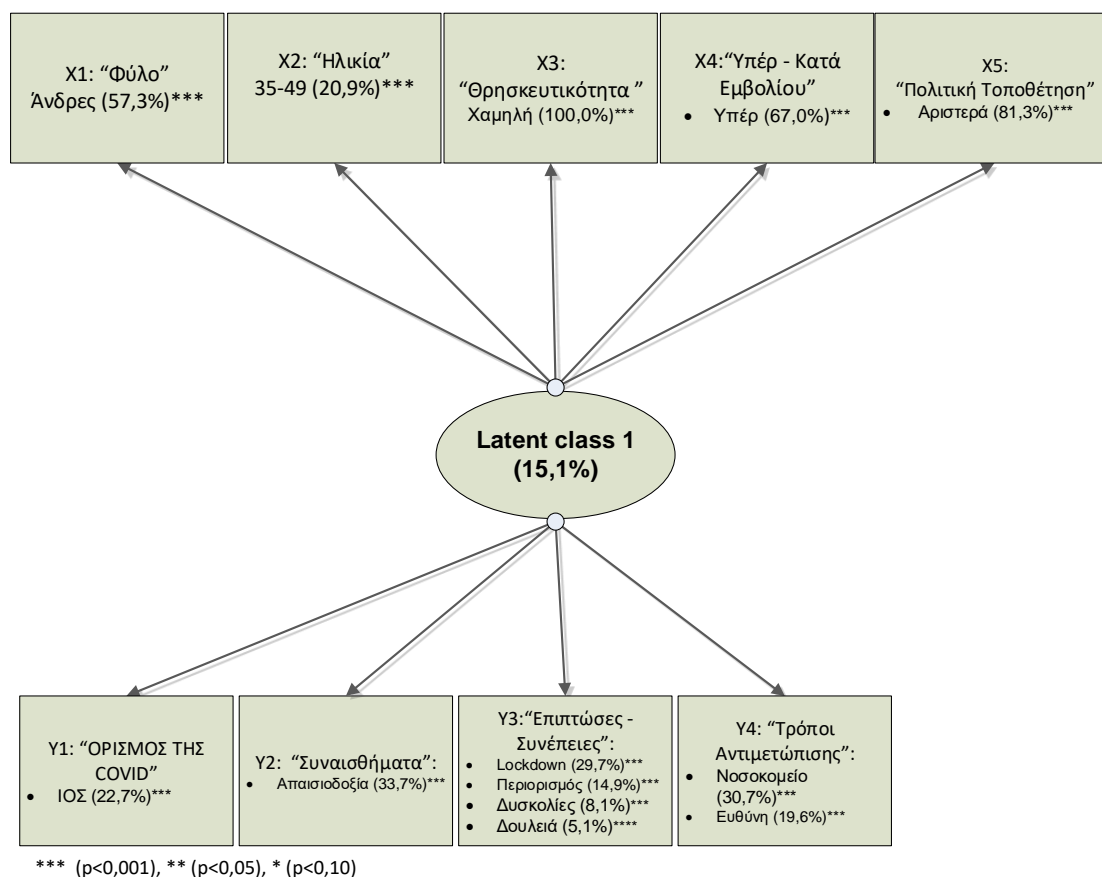 X1: “Φύλο”
Άνδρες (57,3%)***
X2: “Ηλικία”
35-49 (20,9%)***
X3:
“Θρησκευτικότητα ”
Χαμηλή (100,0%)***
X4:“Υπέρ - Κατά
Εμβολίου”
• Υπέρ (67,0%)***
X5:
“Πολιτική Τοποθέτηση”
• Αριστερά (81,3%)***
Latent class 1
(15,1%)
Y1: “ΟΡΙΣΜΟΣ ΤΗΣ
COVID”
• ΙΟΣ (22,7%)***
Y2: “Συναισθήματα”:
• Απαισιοδοξία (33,7%)***
Y3:“Επιπτώσες -
Συνέπειες”:
• Lockdown (29,7%)***
• Περιορισμός (14,9%)***
• Δυσκολίες (8,1%)***
• Δουλειά (5,1%)****
Y4: “Τρόποι
Αντιμετώπισης”:
• Νοσοκομείο
(30,7%)***
• Ευθύνη (19,6%)***
*** (p<0,001), ** (p<0,05), * (p<0,10)